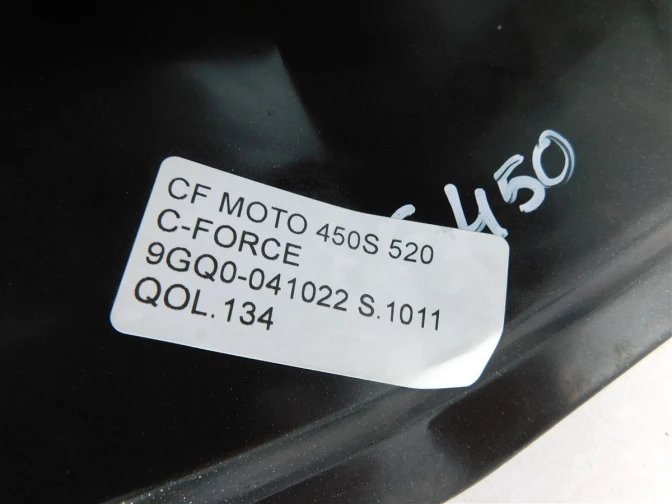 450
CF MOTO 450S 520
C-FORCE
9GQ0-041022 S.1011
QOL.134